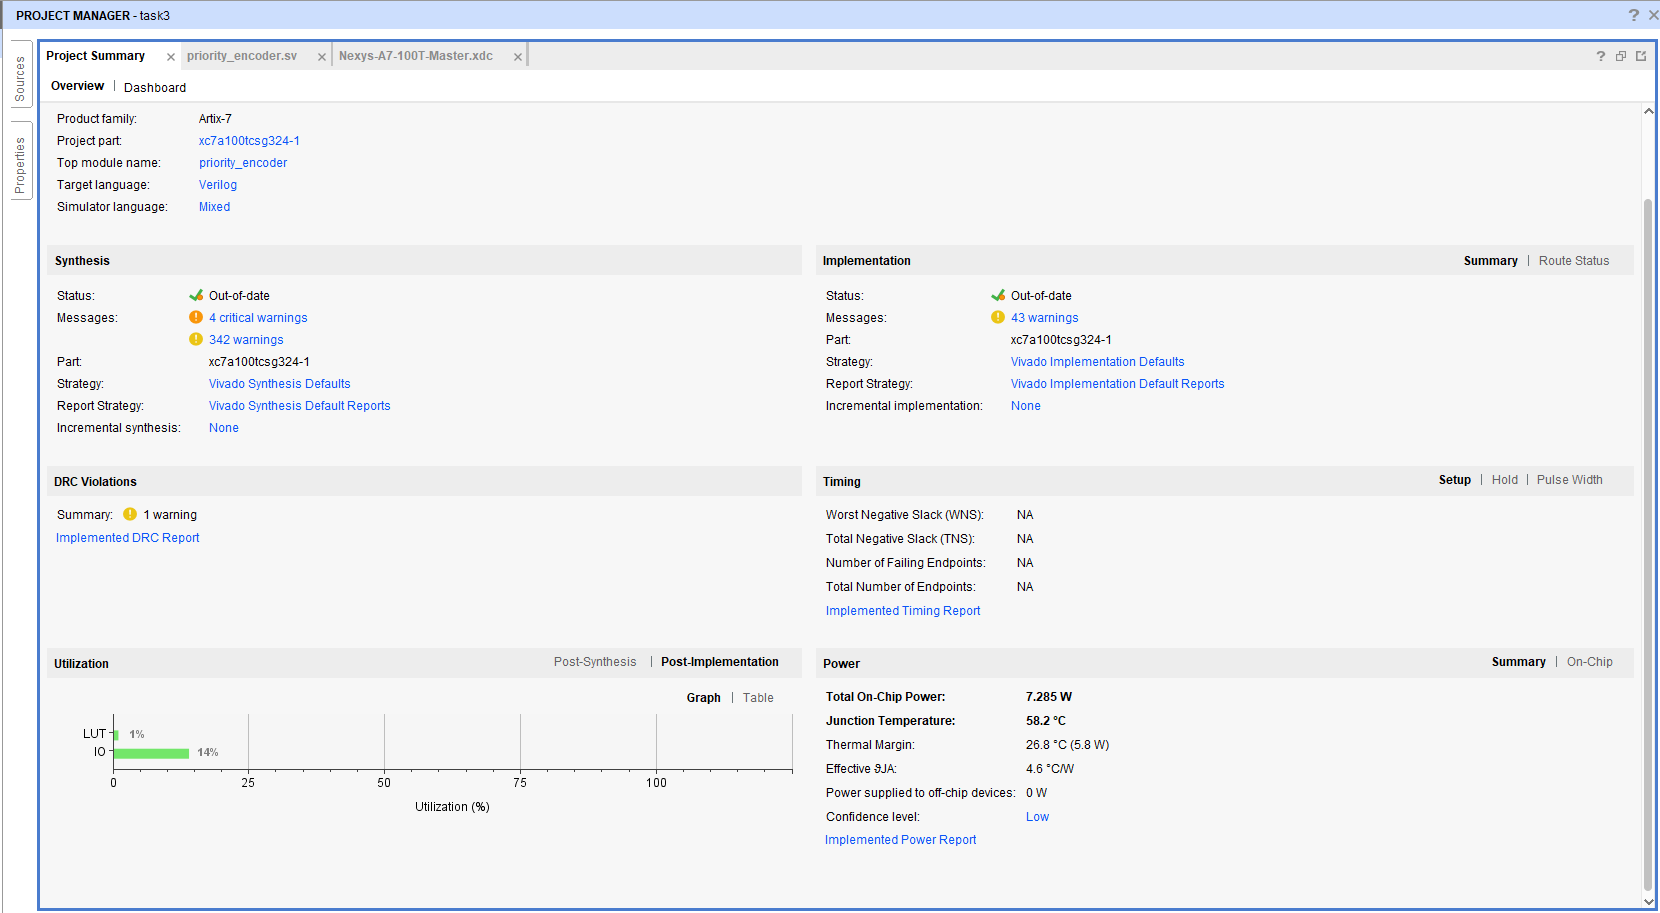 PROJECT MANAGER - task3
Sources
Properties
Project Summary
priority_encoder.sv
Nexys-A7-100T-Master.xdc
Overview | Dashboard
Product family: Artix-7
Project part: xc7a100tcsg324-1
Top module name: priority_encoder
Target language: Verilog
Simulator language: Mixed
Synthesis
Status: Out-of-date
Messages: 4 critical warnings
342 warnings
Part: xc7a100tcsg324-1
Strategy: Vivado Synthesis Defaults
Report Strategy: Vivado Synthesis Default Reports
Incremental synthesis: None
Implementation
Summary | Route Status
Status: Out-of-date
Messages: 43 warnings
Part: xc7a100tcsg324-1
Strategy: Vivado Implementation Defaults
Report Strategy: Vivado Implementation Default Reports
Incremental implementation: None
DRC Violations
Summary: 1 warning
Implemented DRC Report
Timing
Setup | Hold | Pulse Width
Worst Negative Slack (WNS): NA
Total Negative Slack (TNS): NA
Number of Failing Endpoints: NA
Total Number of Endpoints: NA
Implemented Timing Report
Utilization
Post-Synthesis | Post-Implementation
Graph | Table
LUT 1%
IO 14%
0 25 50 75 100
Utilization (%)
Power
Summary | On-Chip
Total On-Chip Power: 7.285 W
Junction Temperature: 58.2 °C
Thermal Margin: 26.8 °C (5.8 W)
Effective ϑJA: 4.6 °C/W
Power supplied to off-chip devices: 0 W
Confidence level: Low
Implemented Power Report